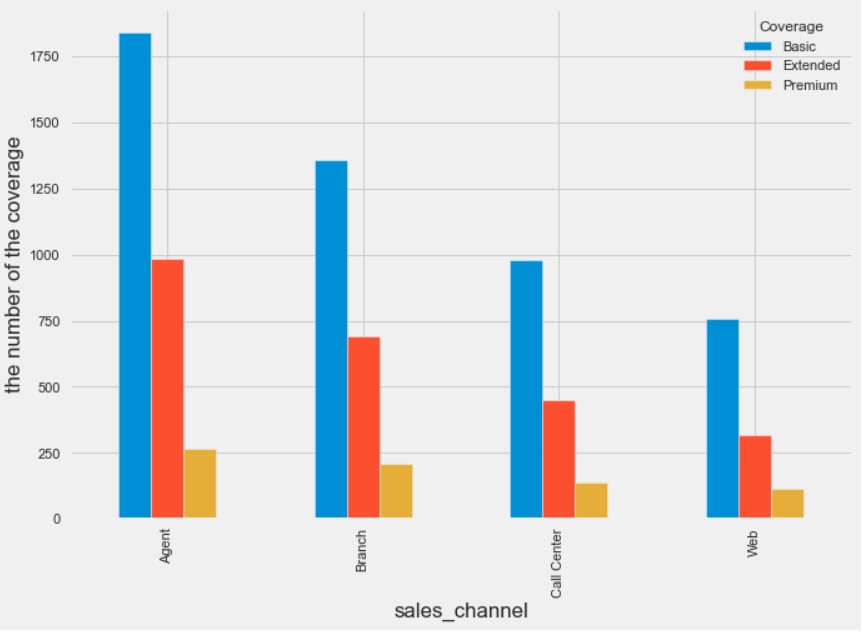 Coverage
Basic
Extended
Premium
the number of the coverage
1750
1500
1250
1000
750
500
250
0
Agent
Branch
Call Center
Web
sales_channel